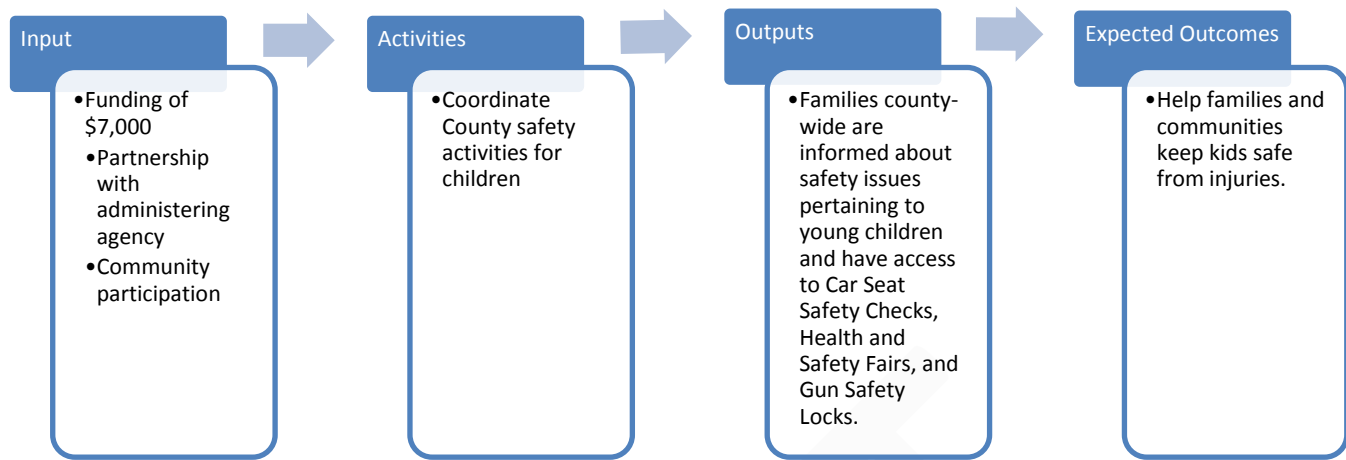 Input
•Funding of
$7,000
•Partnership
with
administering
agency
•Community
participation
Activities
•Coordinate
County safety
activities for
children
Outputs
•Families county-
wide are
informed about
safety issues
pertaining to
young children
and have access
to Car Seat
Safety Checks,
Health and
Safety Fairs, and
Gun Safety
Locks.
Expected Outcomes
•Help families and
communities
keep kids safe
from injuries.